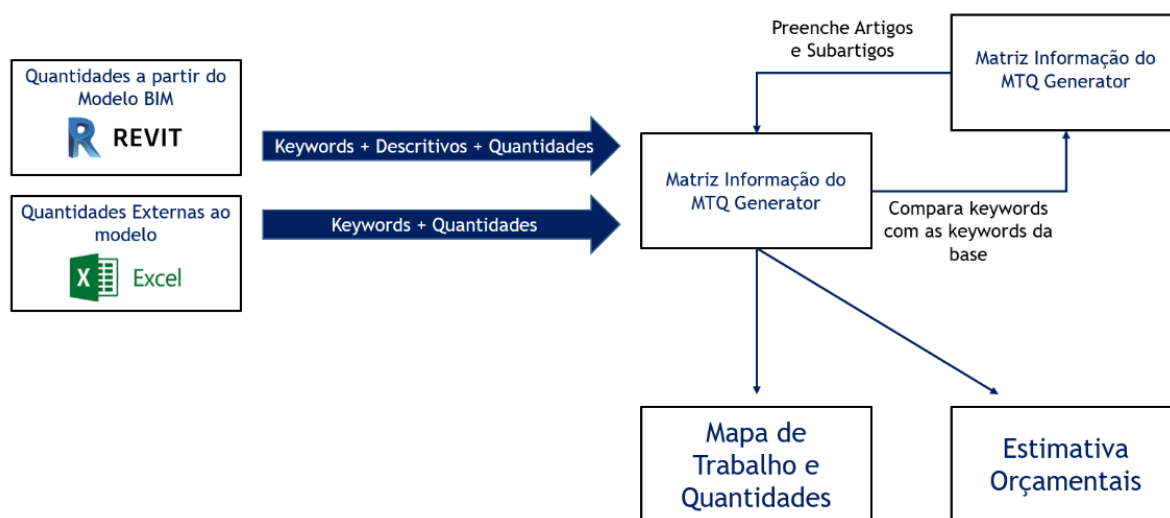 Quantidades a partir do
Modelo BIM
R REVIT
Quantidades Externas ao
modelo
X Excel
Keywords + Descritivos + Quantidades
Keywords + Quantidades
Preenche Artigos
e Subartigos
Matriz Informação do
MTQ Generator
Matriz Informação do
MTQ Generator
Compara keywords
com as keywords da
base
Mapa de
Trabalho e
Quantidades
Estimativa
Orçamentais